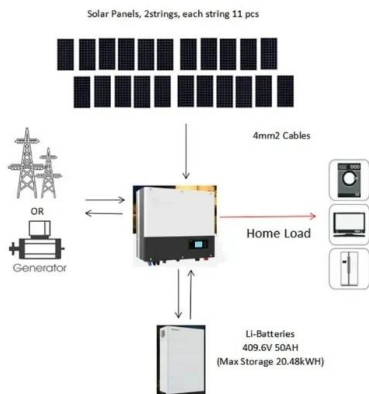 Solar Panels, 2strings, each string 11 pcs
4mm2 Cables
OR
Generator
Home Load
Li-Batteries
409.6V 50AH
(Max Storage 20.48kWH)